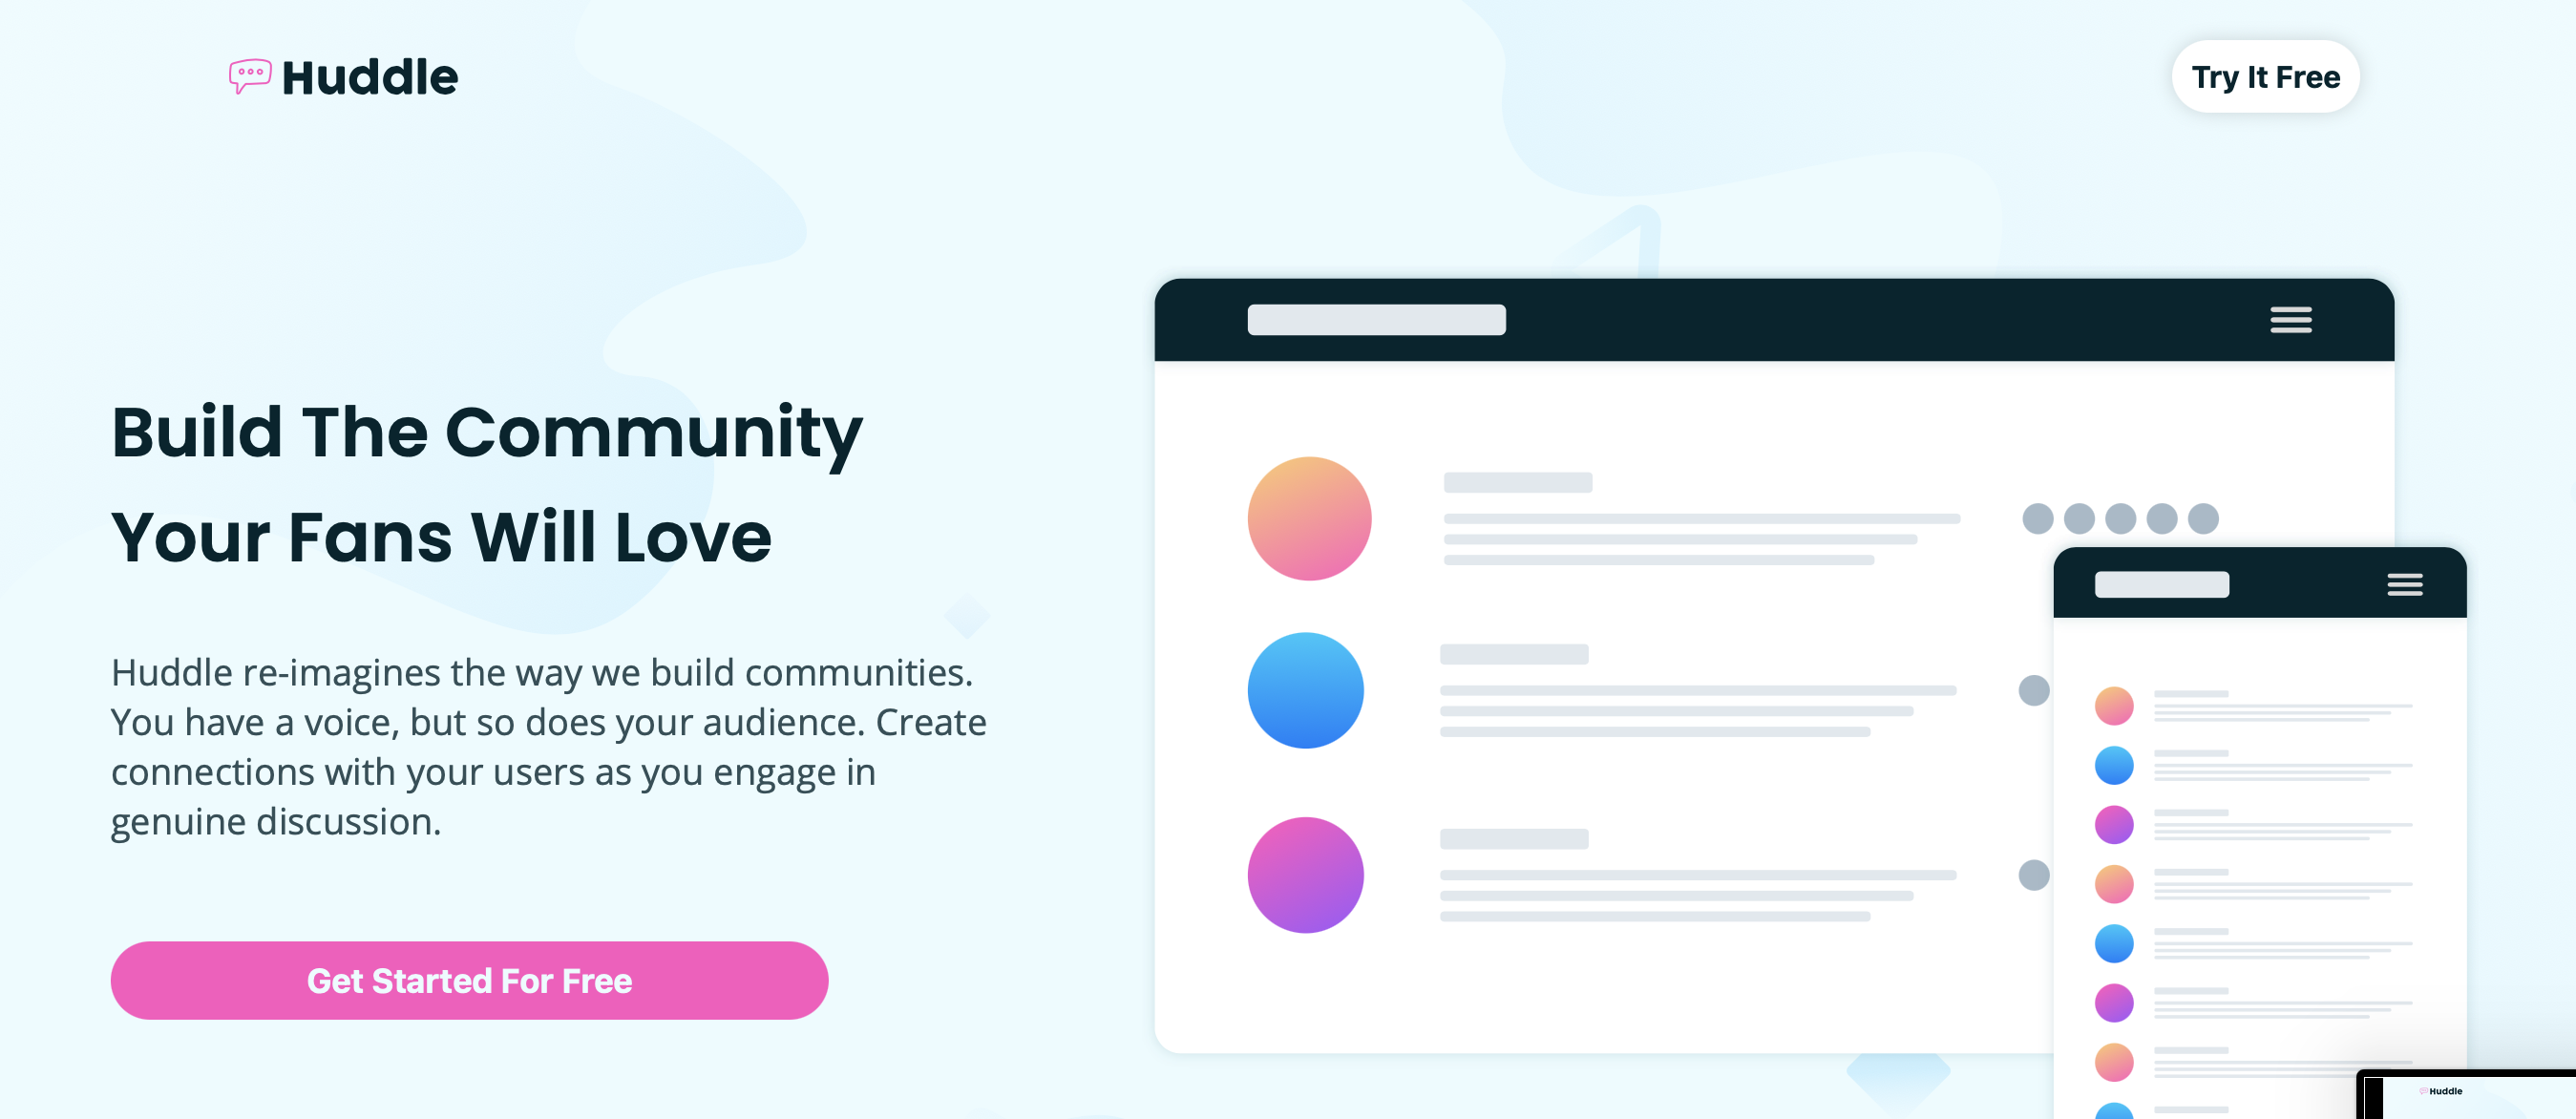 Huddle
Try It Free
Build The Community
Your Fans Will Love
Huddle re-imagines the way we build communities.
You have a voice, but so does your audience. Create
connections with your users as you engage in
genuine discussion.
Get Started For Free
Huddle